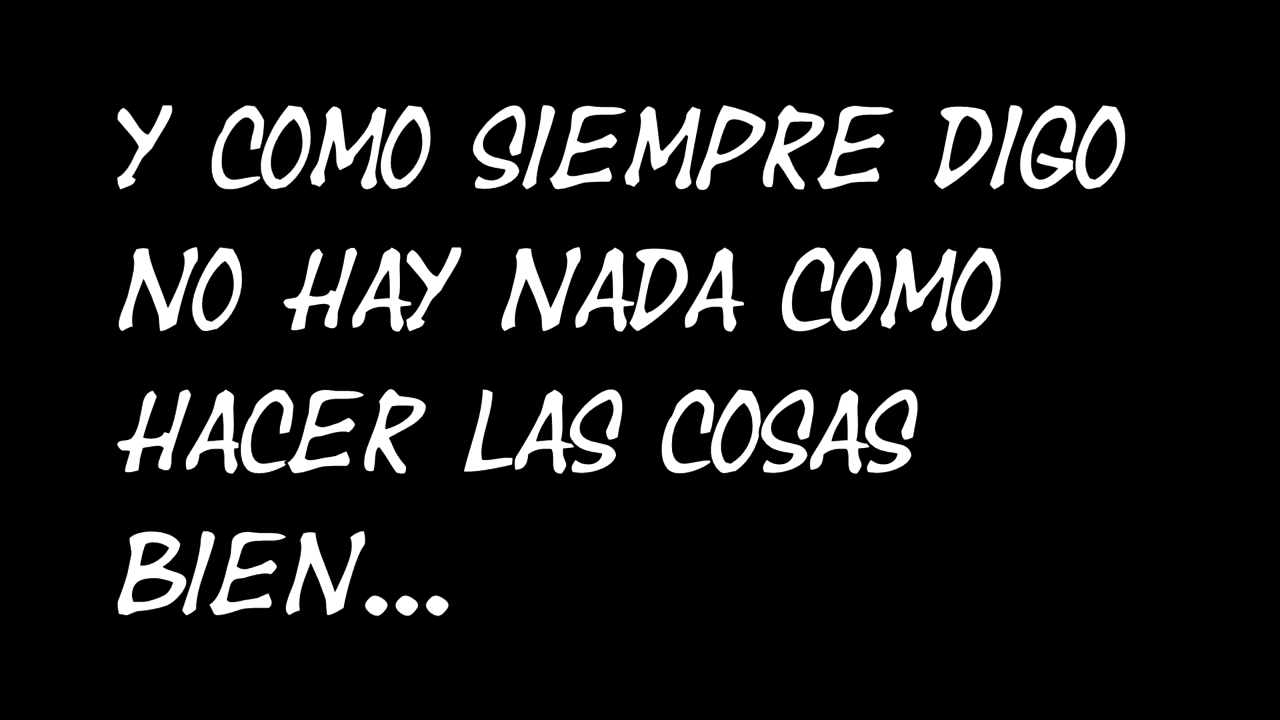 Y COMO SIEMPRE DIGO
NO HAY NADA COMO
HACER LAS COSAS
BIEN...